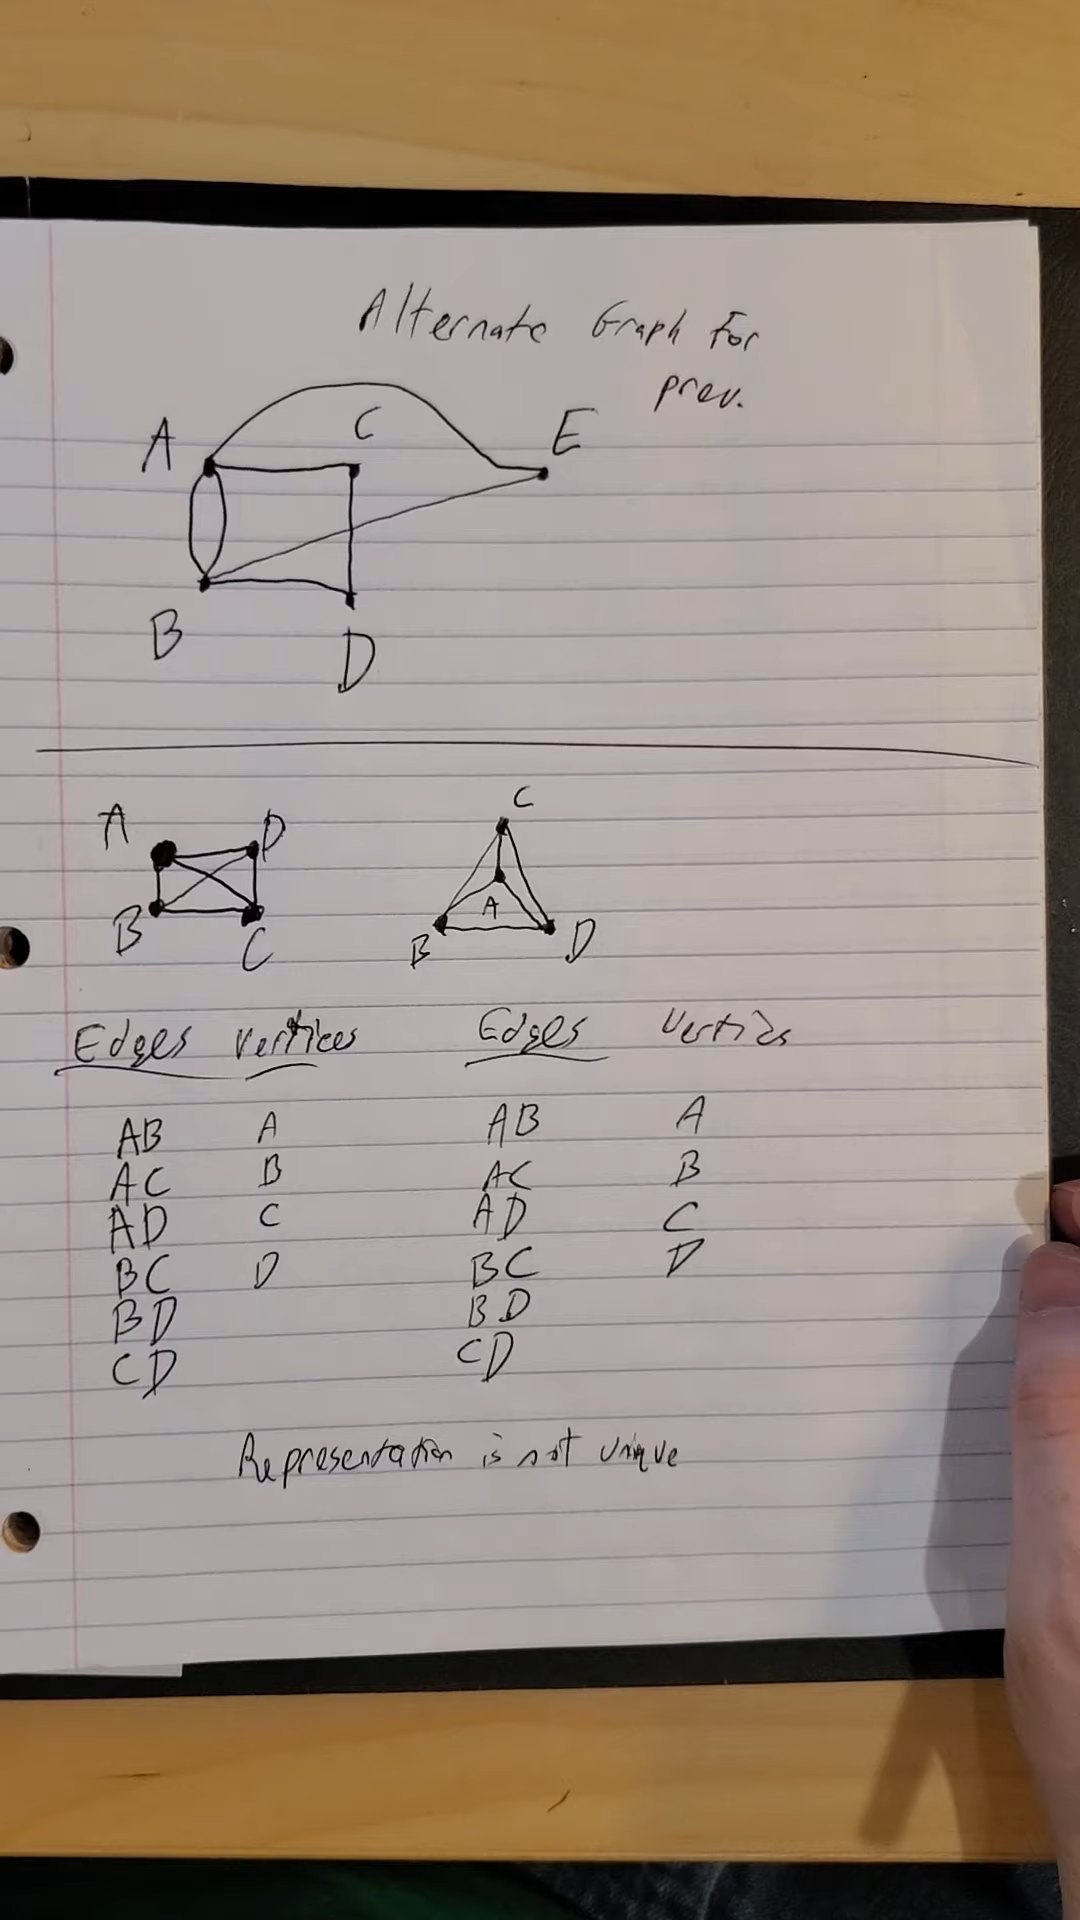 Alternate Graph For
prev.
A C E
B D
A D
B C
C
A
B D
Edges Vertices
AB A
AC B
AD C
BC D
BD
CD
Edges Vertics
AB A
AC B
AD C
BC D
BD
CD
Representation is not unique